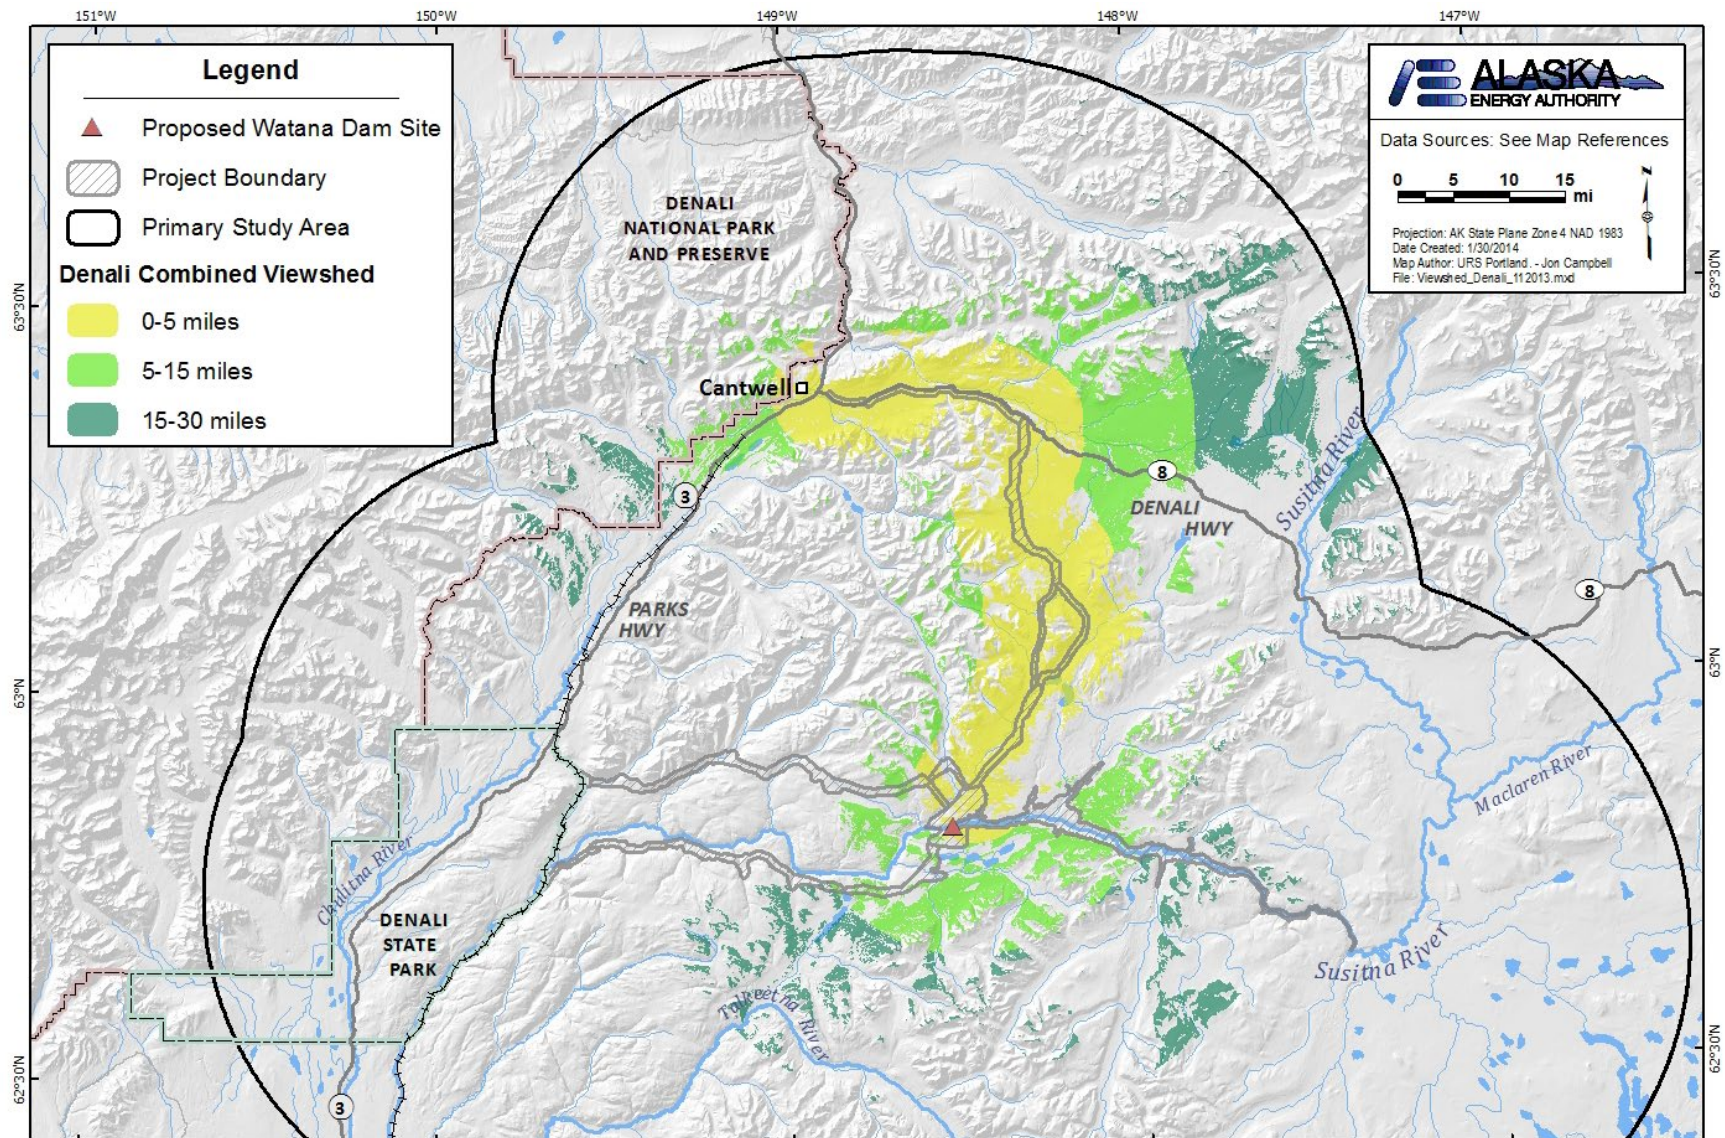 151°W
150°W
149°W
148°W
147°W
Legend
Proposed Watana Dam Site
Project Boundary
Primary Study Area
Denali Combined Viewshed
0-5 miles
5-15 miles
15-30 miles
ALASKA
ENERGY AUTHORITY
Data Sources: See Map References
0 5 10 15
mi
N
Projection: AK State Plane Zone 4 NAD 1983
Date Created: 1/30/2014
Map Author: URS Portland. - Jon Campbell
File: Viewshed_Denali_112013.mxd
DENALI
NATIONAL PARK
AND PRESERVE
63°30'N
63°30'N
Cantwell
3
8
DENALI
HWY
Susitna River
8
PARKS
HWY
63°N
63°N
Maclaren River
Chulitna River
DENALI
STATE
PARK
Susitna River
Talkeetna River
62°30'N
62°30'N
3